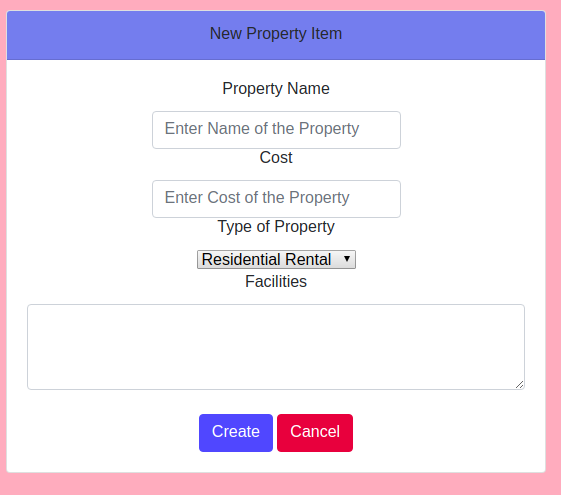 New Property Item
Property Name
Enter Name of the Property
Cost
Enter Cost of the Property
Type of Property
Residential Rental
Facilities
Create Cancel